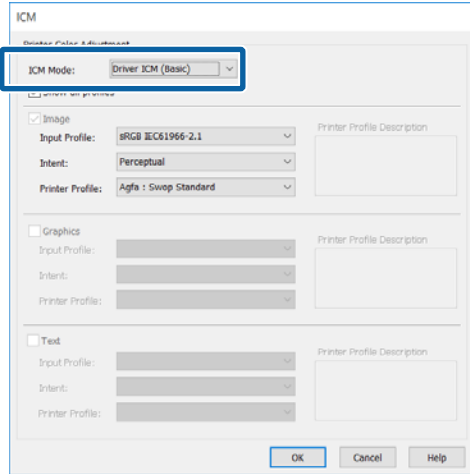 ICM
Printer Color Adjustment
ICM Mode: Driver ICM (Basic)
Show all profiles
Image
Input Profile: sRGB IEC61966-2.1
Printer Profile Description
Intent: Perceptual
Printer Profile: Agfa : Swop Standard
Graphics
Input Profile:
Printer Profile Description
Intent:
Printer Profile:
Text
Input Profile:
Printer Profile Description
Intent:
Printer Profile:
OK Cancel Help